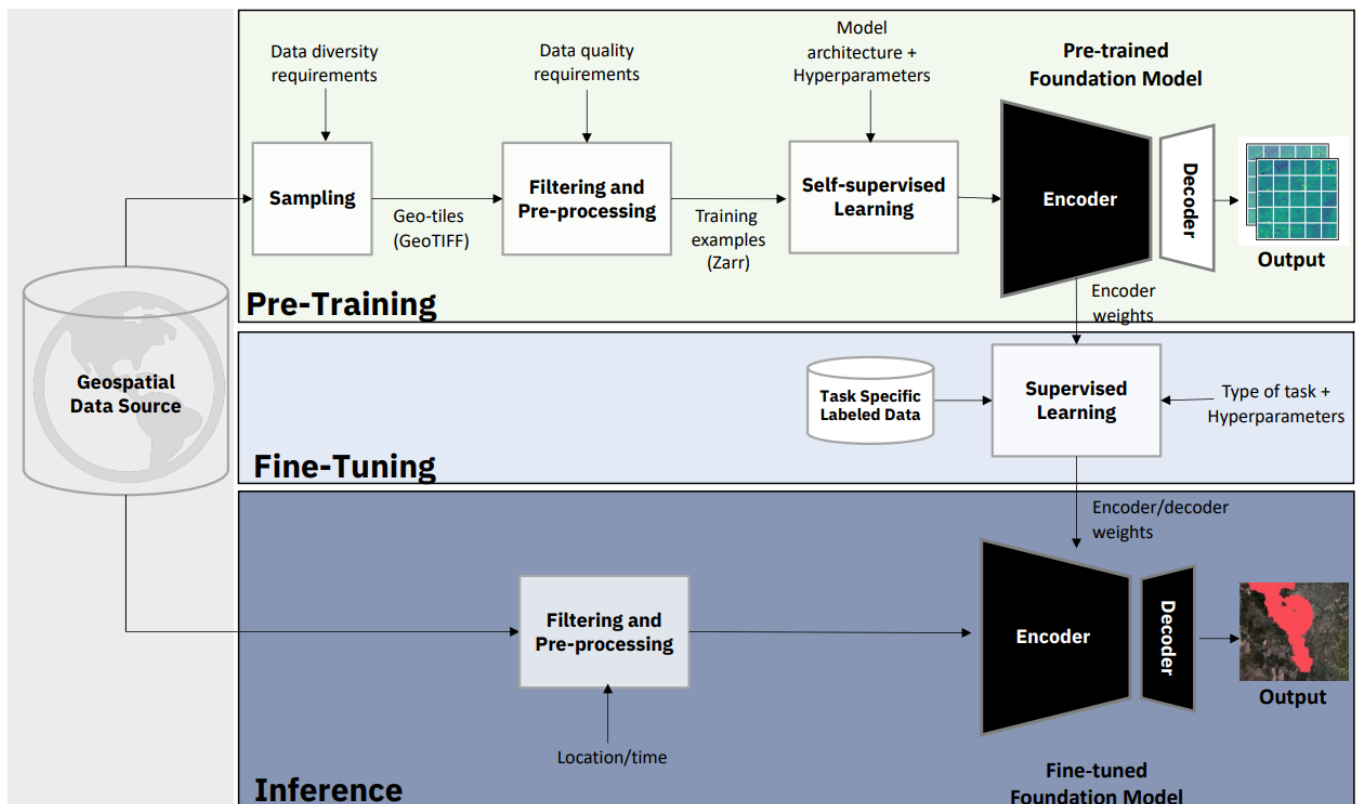 Data diversity
requirements
Data quality
requirements
Model
architecture +
Hyperparameters
Pre-trained
Foundation Model
Sampling
Geo-tiles
(GeoTIFF)
Filtering and
Pre-processing
Training
examples
(Zarr)
Self-supervised
Learning
Encoder
Decoder
Output
Pre-Training
Encoder
weights
Geospatial
Data Source
Task Specific
Labeled Data
Supervised
Learning
Type of task +
Hyperparameters
Fine-Tuning
Encoder/decoder
weights
Filtering and
Pre-processing
Encoder
Decoder
Output
Location/time
Inference
Fine-tuned
Foundation Model